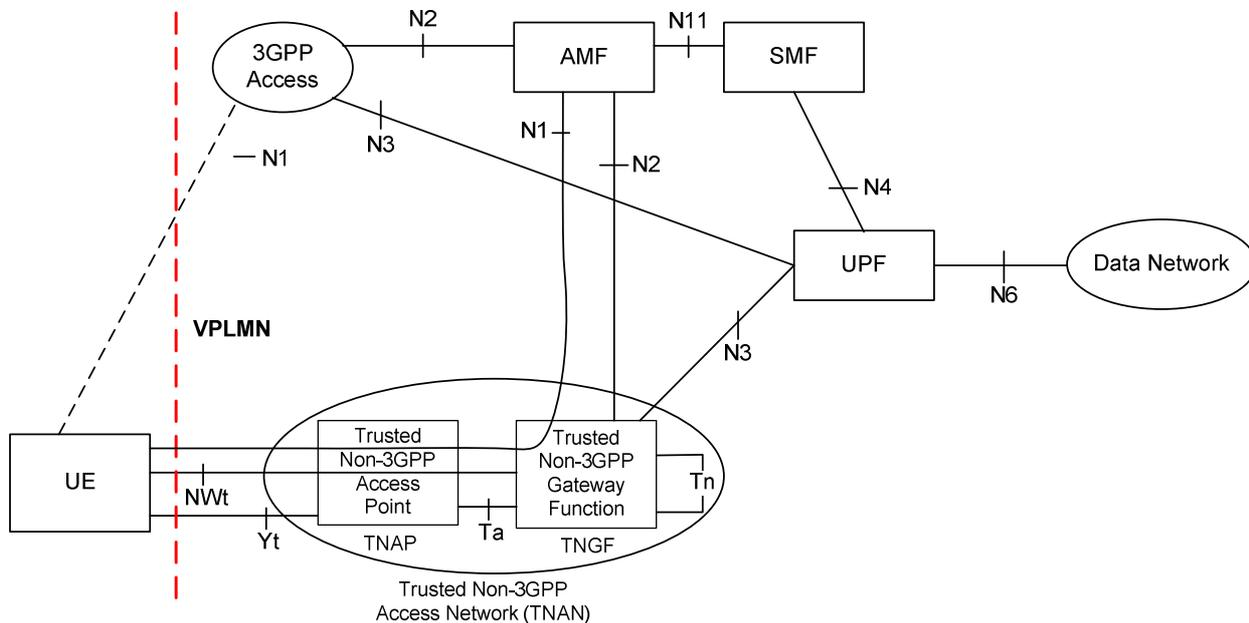 N2
N11
3GPP
Access
AMF
SMF
N1
N3
N1
N2
N4
UPF
Data Network
N6
VPLMN
N3
UE
Trusted
Non-3GPP
Access
Point
Trusted
Non-3GPP
Gateway
Function
Tn
NWt
Yt
Ta
TNAP
TNGF
Trusted Non-3GPP
Access Network (TNAN)